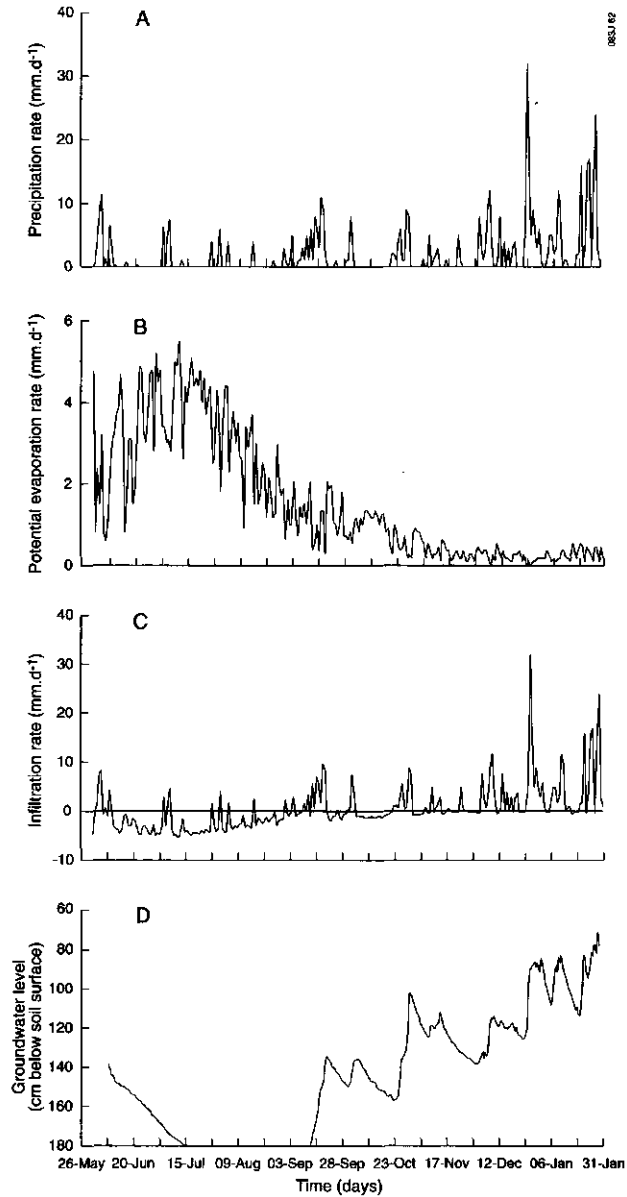 A
083J 62
Precipitation rate (mm.d-1)
40
30
20
10
0
B
Potential evaporation rate (mm.d-1)
6
4
2
0
C
Infiltration rate (mm.d-1)
40
30
20
10
0
-10
D
Groundwater level
(cm below soil surface)
60
80
100
120
140
160
180
26-May 20-Jun 15-Jul 09-Aug 03-Sep 28-Sep 23-Oct 17-Nov 12-Dec 06-Jan 31-Jan
Time (days)